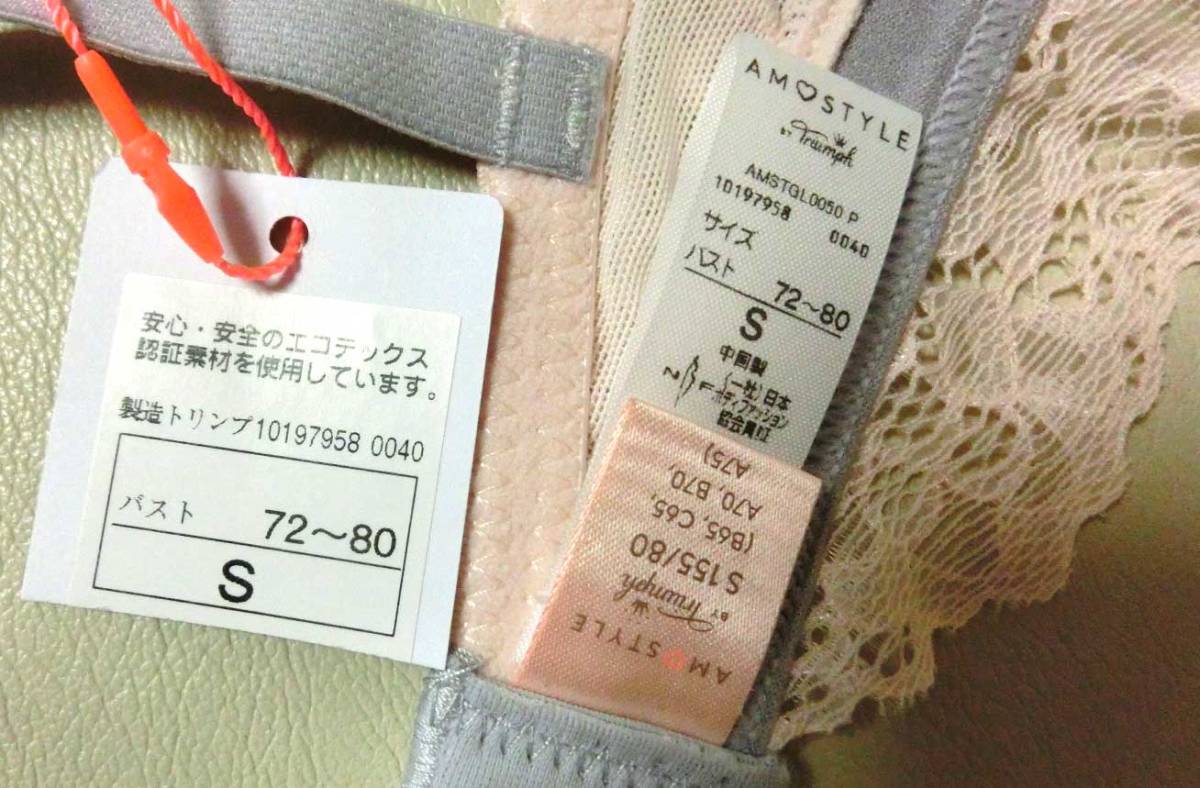 安心・安全のエコテックス
認証素材を使用しています。
製造トリンプ10197958 0040
バスト 72〜80
S
AMOSTYLE
BY Triumph
AMSTGL0050 P
10197958 0040
サイズ
バスト 72〜80
S
中国製
(一社)日本
ボディファッション
協会員証
AMOSTYLE
BY Triumph
S 155/80
(B65, C65,
A70, B70,
A75)